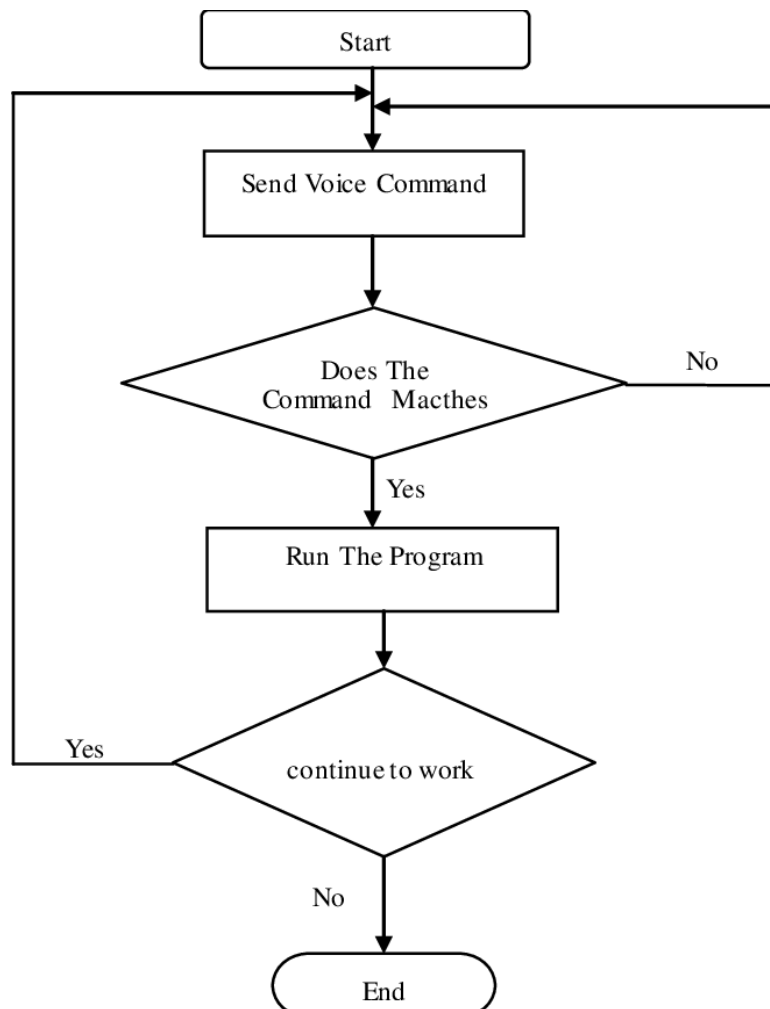 Start
Send Voice Command
Does The
Command Macthes
No
Yes
Run The Program
Yes
continue to work
No
End